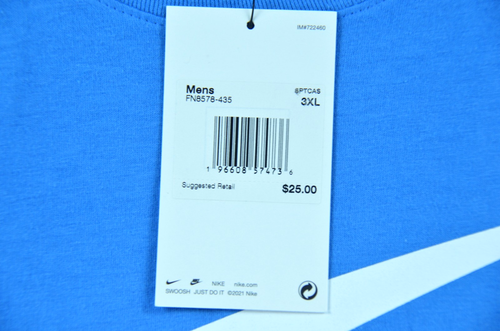 IM#722460
Mens @PTCA$
FN8578-435 3XL
1 96608 57473 6
Suggested Retail $25.00
NIKE nike.com
SWOOSH JUST DO IT ©2021 Nike